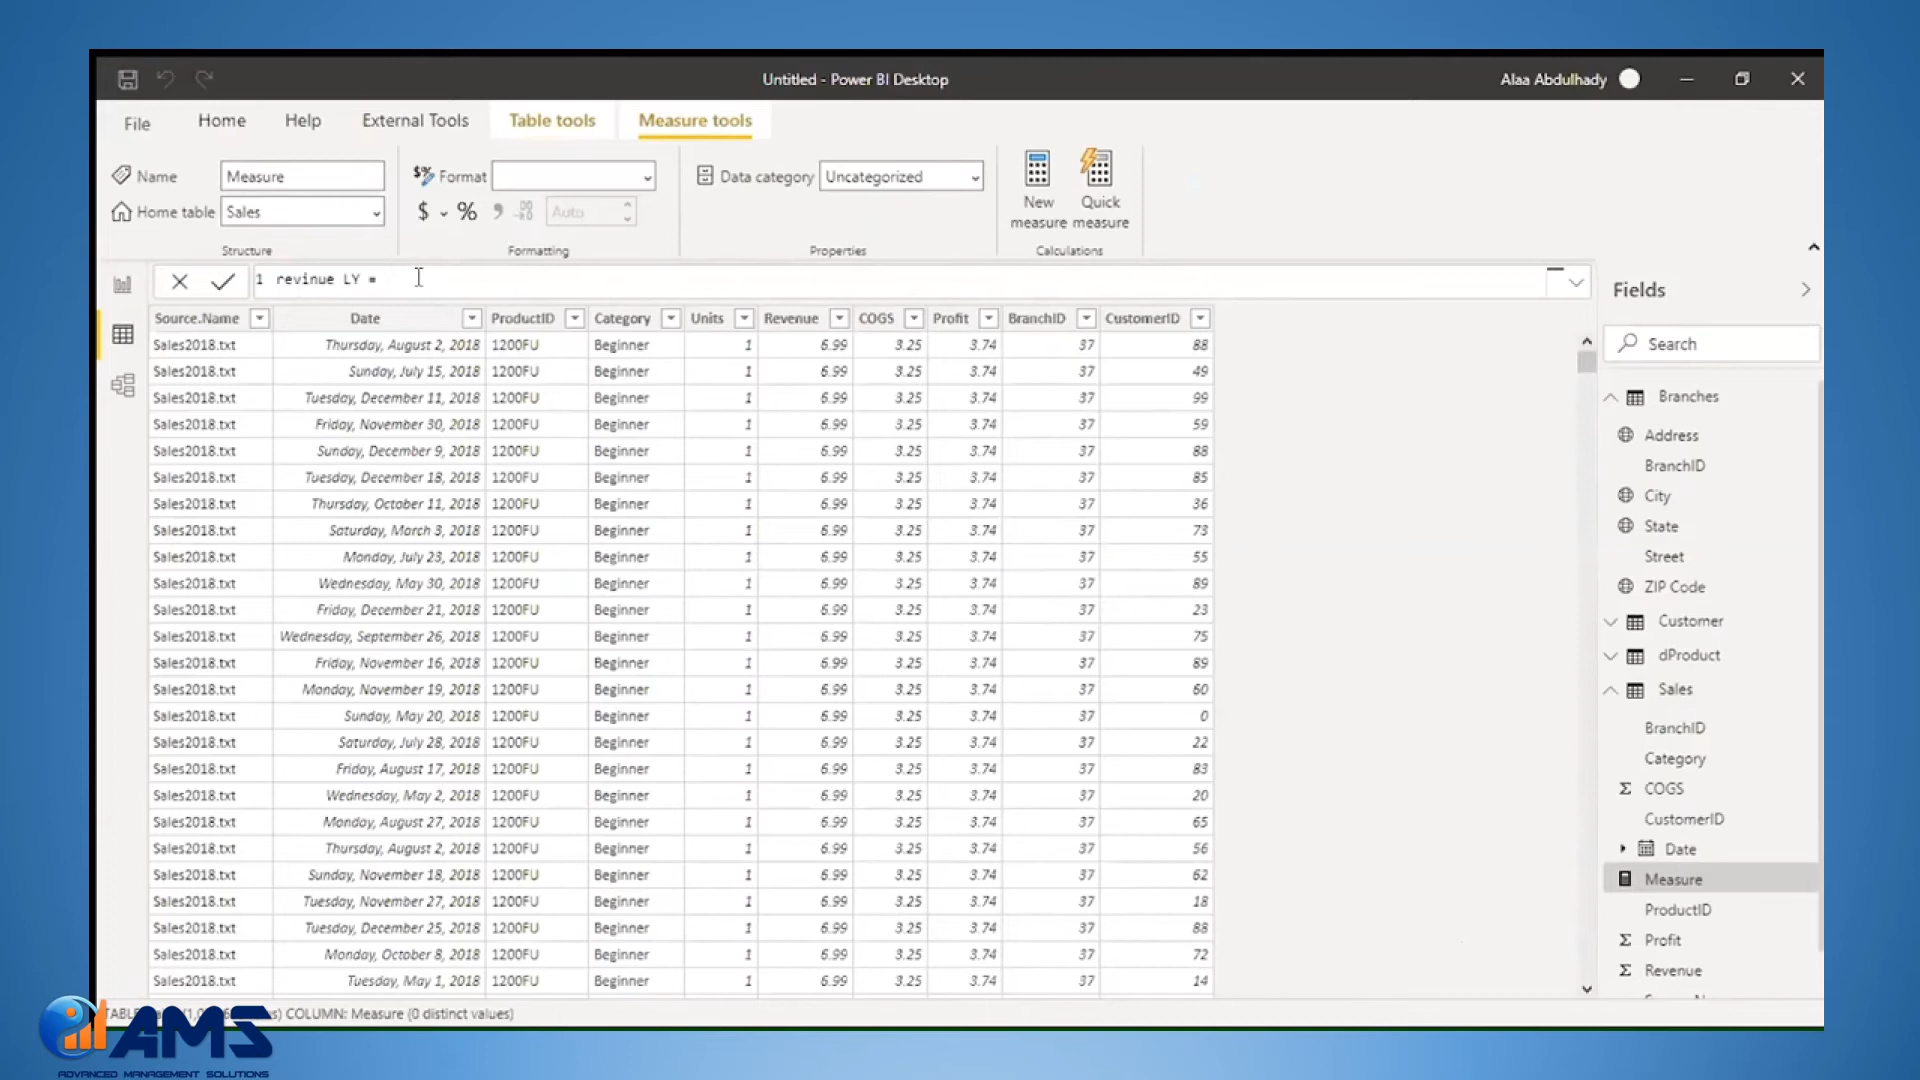 Untitled - Power BI Desktop
Alaa Abdulhady
File Home Help External Tools Table tools Measure tools
Name Measure
Home table Sales
Structure
$% Format
$ % 9 .00 Auto
Formatting
Data category Uncategorized
Properties
New measure
Quick measure
Calculations
1 revinue LY =
Source.Name Date ProductID Category Units Revenue COGS Profit BranchID CustomerID
Sales2018.txt Thursday, August 2, 2018 1200FU Beginner 1 6.99 3.25 3.74 37 88
Sales2018.txt Sunday, July 15, 2018 1200FU Beginner 1 6.99 3.25 3.74 37 49
Sales2018.txt Tuesday, December 11, 2018 1200FU Beginner 1 6.99 3.25 3.74 37 99
Sales2018.txt Friday, November 30, 2018 1200FU Beginner 1 6.99 3.25 3.74 37 59
Sales2018.txt Sunday, December 9, 2018 1200FU Beginner 1 6.99 3.25 3.74 37 88
Sales2018.txt Tuesday, December 18, 2018 1200FU Beginner 1 6.99 3.25 3.74 37 85
Sales2018.txt Thursday, October 11, 2018 1200FU Beginner 1 6.99 3.25 3.74 37 36
Sales2018.txt Saturday, March 3, 2018 1200FU Beginner 1 6.99 3.25 3.74 37 73
Sales2018.txt Monday, July 23, 2018 1200FU Beginner 1 6.99 3.25 3.74 37 55
Sales2018.txt Wednesday, May 30, 2018 1200FU Beginner 1 6.99 3.25 3.74 37 89
Sales2018.txt Friday, December 21, 2018 1200FU Beginner 1 6.99 3.25 3.74 37 23
Sales2018.txt Wednesday, September 26, 2018 1200FU Beginner 1 6.99 3.25 3.74 37 75
Sales2018.txt Friday, November 16, 2018 1200FU Beginner 1 6.99 3.25 3.74 37 89
Sales2018.txt Monday, November 19, 2018 1200FU Beginner 1 6.99 3.25 3.74 37 60
Sales2018.txt Sunday, May 20, 2018 1200FU Beginner 1 6.99 3.25 3.74 37 0
Sales2018.txt Saturday, July 28, 2018 1200FU Beginner 1 6.99 3.25 3.74 37 22
Sales2018.txt Friday, August 17, 2018 1200FU Beginner 1 6.99 3.25 3.74 37 83
Sales2018.txt Wednesday, May 2, 2018 1200FU Beginner 1 6.99 3.25 3.74 37 20
Sales2018.txt Monday, August 27, 2018 1200FU Beginner 1 6.99 3.25 3.74 37 65
Sales2018.txt Thursday, August 2, 2018 1200FU Beginner 1 6.99 3.25 3.74 37 56
Sales2018.txt Sunday, November 18, 2018 1200FU Beginner 1 6.99 3.25 3.74 37 62
Sales2018.txt Tuesday, November 27, 2018 1200FU Beginner 1 6.99 3.25 3.74 37 18
Sales2018.txt Tuesday, December 25, 2018 1200FU Beginner 1 6.99 3.25 3.74 37 88
Sales2018.txt Monday, October 8, 2018 1200FU Beginner 1 6.99 3.25 3.74 37 72
Sales2018.txt Tuesday, May 1, 2018 1200FU Beginner 1 6.99 3.25 3.74 37 14
Fields
Search
Branches
Address
BranchID
City
State
Street
ZIP Code
Customer
dProduct
Sales
BranchID
Category
Σ COGS
CustomerID
Date
Measure
ProductID
Σ Profit
Σ Revenue
COLUMN: Measure (0 distinct values)
AMS
ADVANCED MANAGEMENT SOLUTIONS